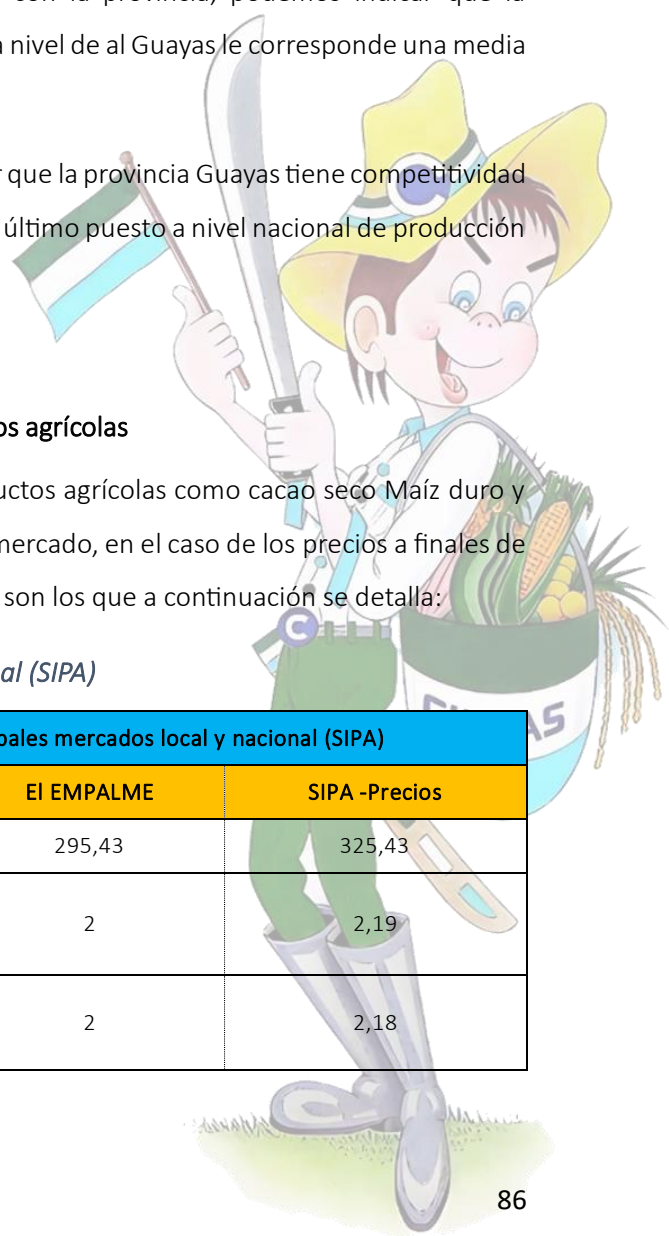 con la provincia, podemos indicar que la
nivel de al Guayas le corresponde una media
que la provincia Guayas tiene competitividad
último puesto a nivel nacional de producción
os agrícolas
uctos agrícolas como cacao seco Maíz duro y
mercado, en el caso de los precios a finales de
son los que a continuación se detalla:
al (SIPA)
pales mercados local y nacional (SIPA)
El EMPALME SIPA -Precios
295,43 325,43
2 2,19
2 2,18
C
C
AS
86